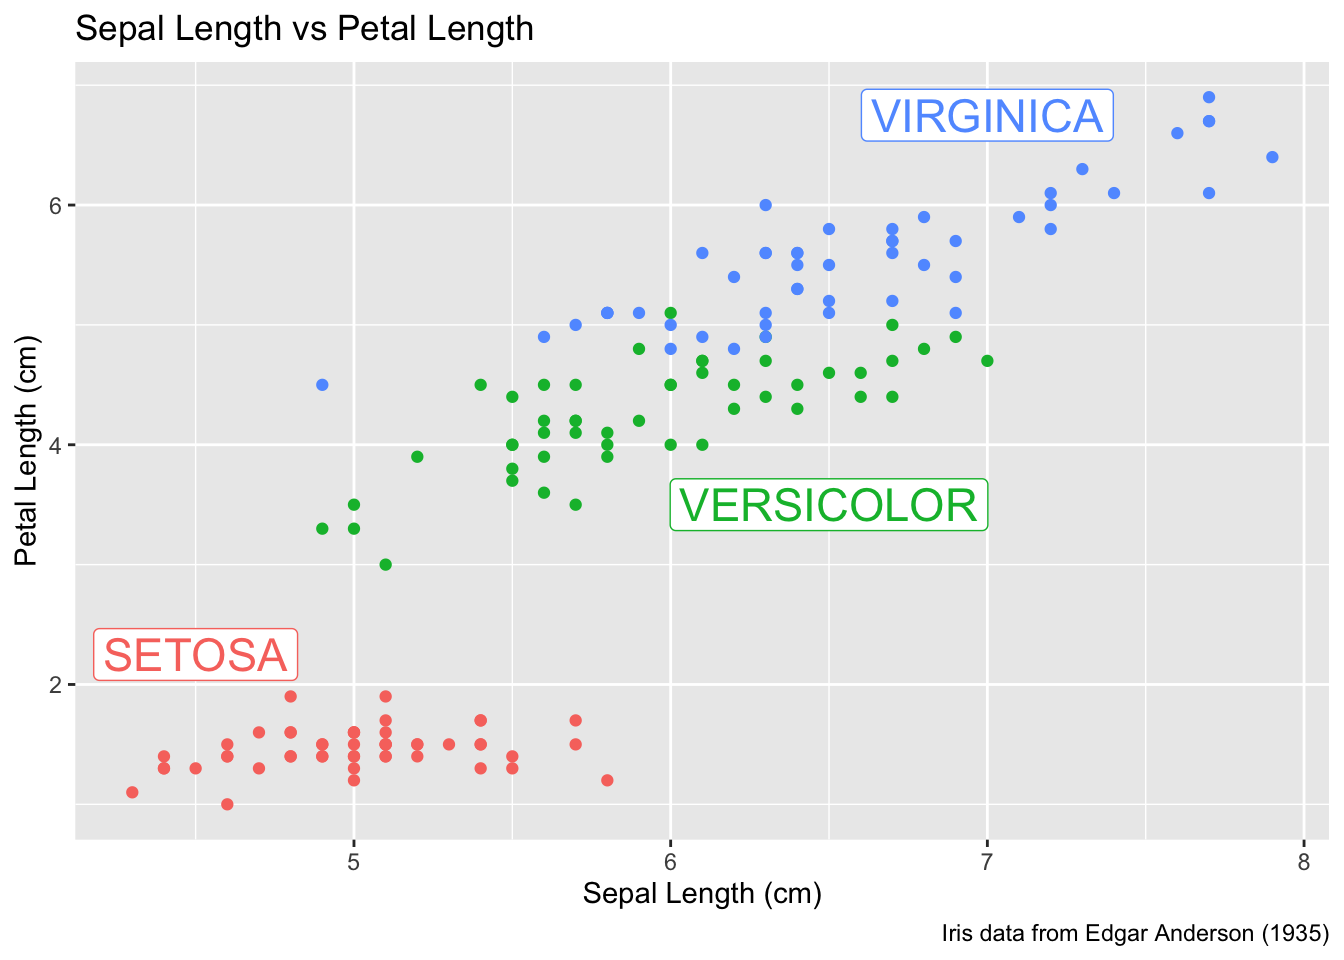 Sepal Length vs Petal Length
VIRGINICA
6
4
VERSICOLOR
SETOSA
2
Petal Length (cm)
5 6 7 8
Sepal Length (cm)
Iris data from Edgar Anderson (1935)